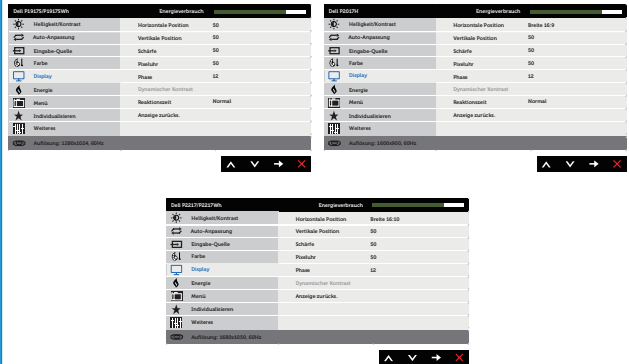 Dell P1917S/P1917SWh Energieverbrauch
Helligkeit/Kontrast Horizontale Position 50
Auto-Anpassung Vertikale Position 50
Eingabe-Quelle Schärfe 50
Farbe Pixeluhr 50
Display Phase 12
Energie Dynamischer Kontrast
Menü Reaktionszeit Normal
Individualisieren Anzeige zurücks.
Weiteres
Auflösung: 1280x1024, 60Hz
Dell P2017H Energieverbrauch
Helligkeit/Kontrast Horizontale Position Breite 16:9
Auto-Anpassung Vertikale Position 50
Eingabe-Quelle Schärfe 50
Farbe Pixeluhr 50
Display Phase 12
Energie Dynamischer Kontrast
Menü Reaktionszeit Normal
Individualisieren Anzeige zurücks.
Weiteres
Auflösung: 1600x900, 60Hz
Dell P2217/P2217Wh Energieverbrauch
Helligkeit/Kontrast Horizontale Position Breite 16:10
Auto-Anpassung Vertikale Position 50
Eingabe-Quelle Schärfe 50
Farbe Pixeluhr 50
Display Phase 12
Energie Dynamischer Kontrast
Menü Anzeige zurücks.
Individualisieren
Weiteres
Auflösung: 1680x1050, 60Hz